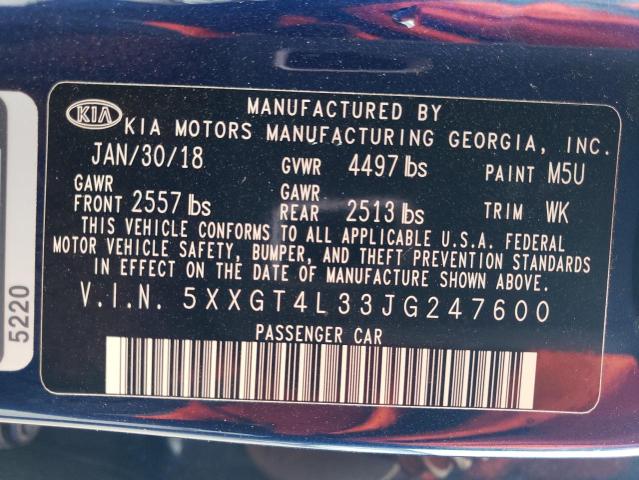 KIA
MANUFACTURED BY
KIA MOTORS MANUFACTURING GEORGIA, INC.
JAN/30/18 GVWR 4497 lbs PAINT M5U
GAWR FRONT 2557 lbs GAWR REAR 2513 lbs TRIM WK
THIS VEHICLE CONFORMS TO ALL APPLICABLE U.S.A. FEDERAL
MOTOR VEHICLE SAFETY, BUMPER, AND THEFT PREVENTION STANDARDS
IN EFFECT ON THE DATE OF MANUFACTURE SHOWN ABOVE.
V.I.N. 5XXGT4L33JG247600
PASSENGER CAR
5220